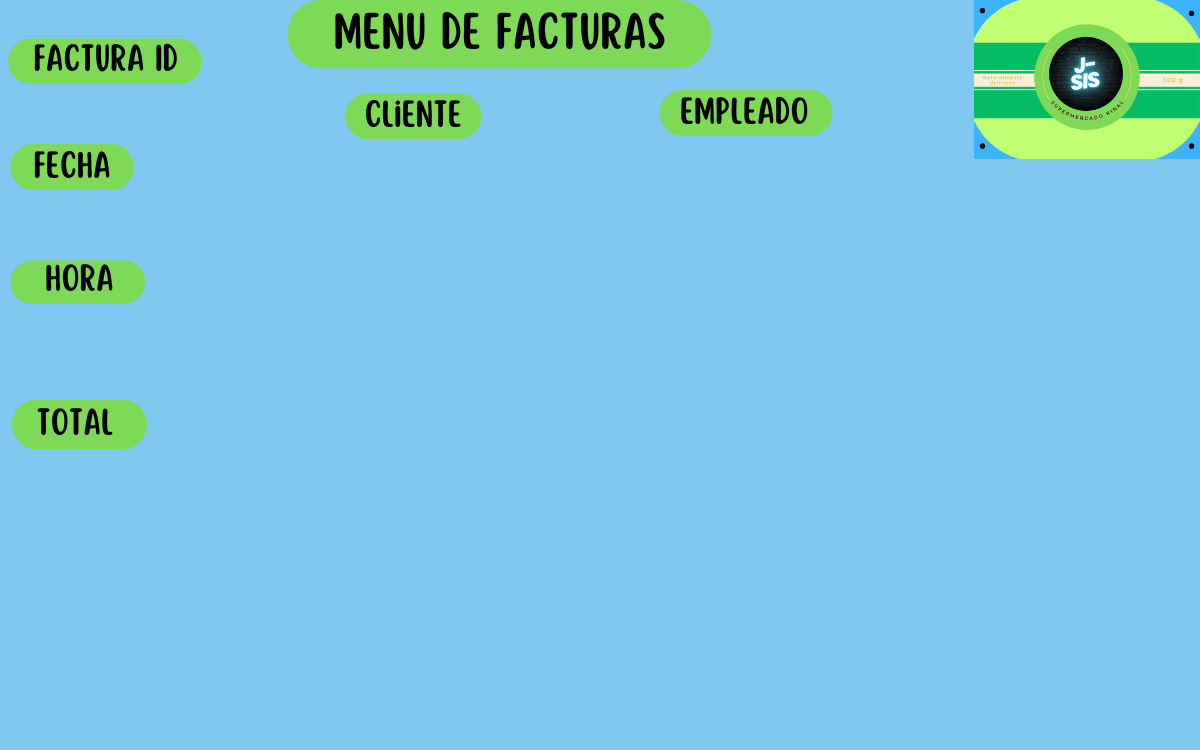 MENU DE FACTURAS
FACTURA ID
CLiENTE
EMPLEADO
FECHA
HORA
TOTAL
Naturalmente
delicioso
J-
SIS
500 g.
SUPERMERCADO KINAL